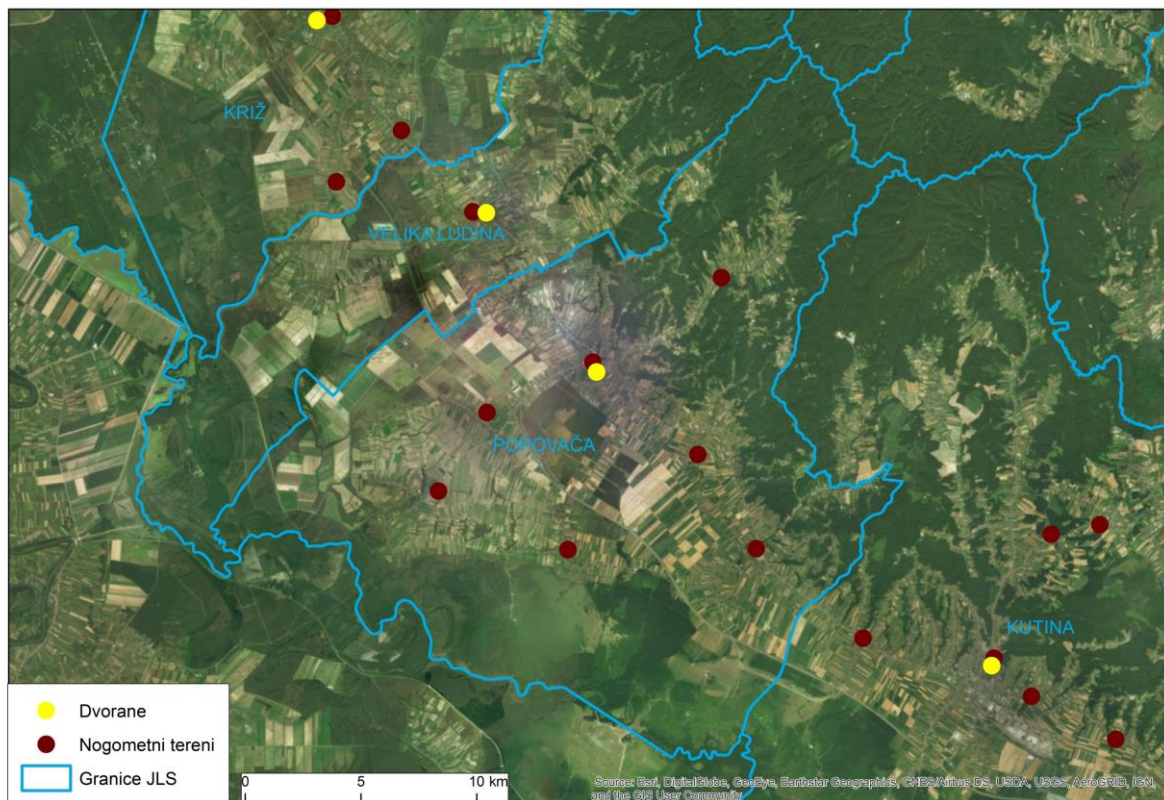 KRIŽ
VELIKA LUDINA
POPOVAČA
KUTINA
Dvorane
Nogometni tereni
Granice JLS
0 5 10 km
Source: Esri, DigitalGlobe, GeoEye, Earthstar Geographics, CNES/Airbus DS, USDA, USGS, AeroGRID, IGN,
and the GIS User Community